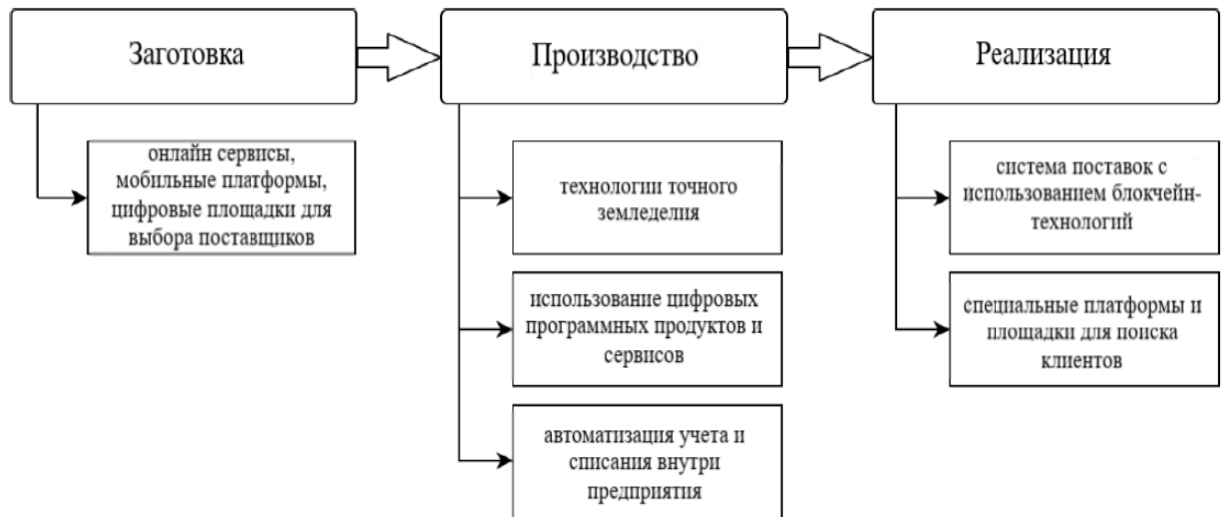 Заготовка
онлайн сервисы,
мобильные платформы,
цифровые площадки для
выбора поставщиков
Производство
технологии точного
земледелия
использование цифровых
программных продуктов и
сервисов
автоматизация учета и
списания внутри
предприятия
Реализация
система поставок с
использованием блокчейн-
технологий
специальные платформы и
площадки для поиска
клиентов